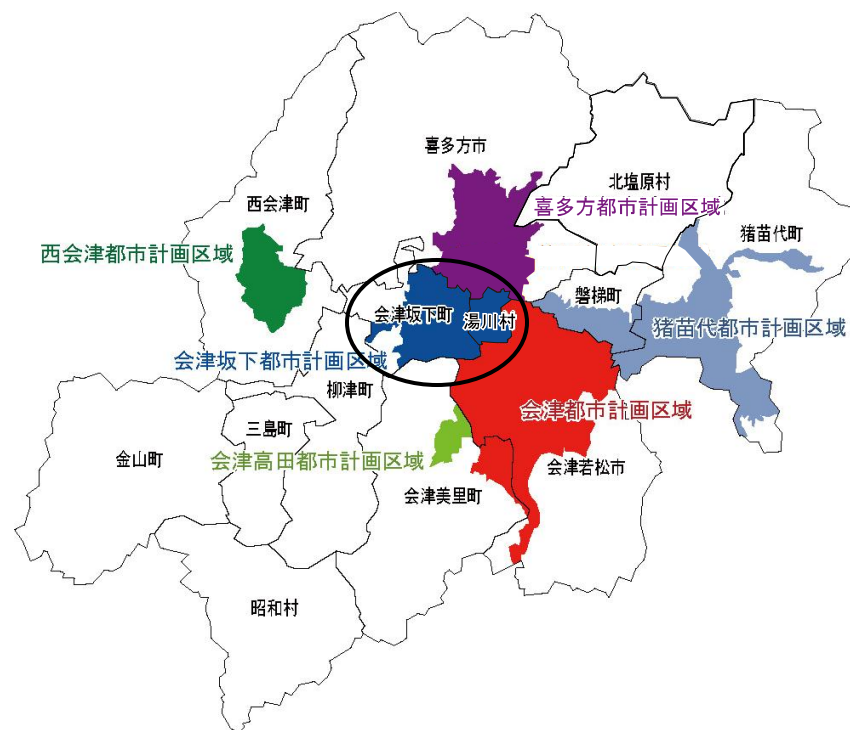 喜多方市
北塩原村
西会津町
喜多方都市計画区域
猪苗代町
西会津都市計画区域
磐梯町
会津坂下町
湯川村
猪苗代都市計画区域
会津坂下都市計画区域
柳津町
会津都市計画区域
三島町
金山町
会津高田都市計画区域
会津若松市
会津美里町
昭和村